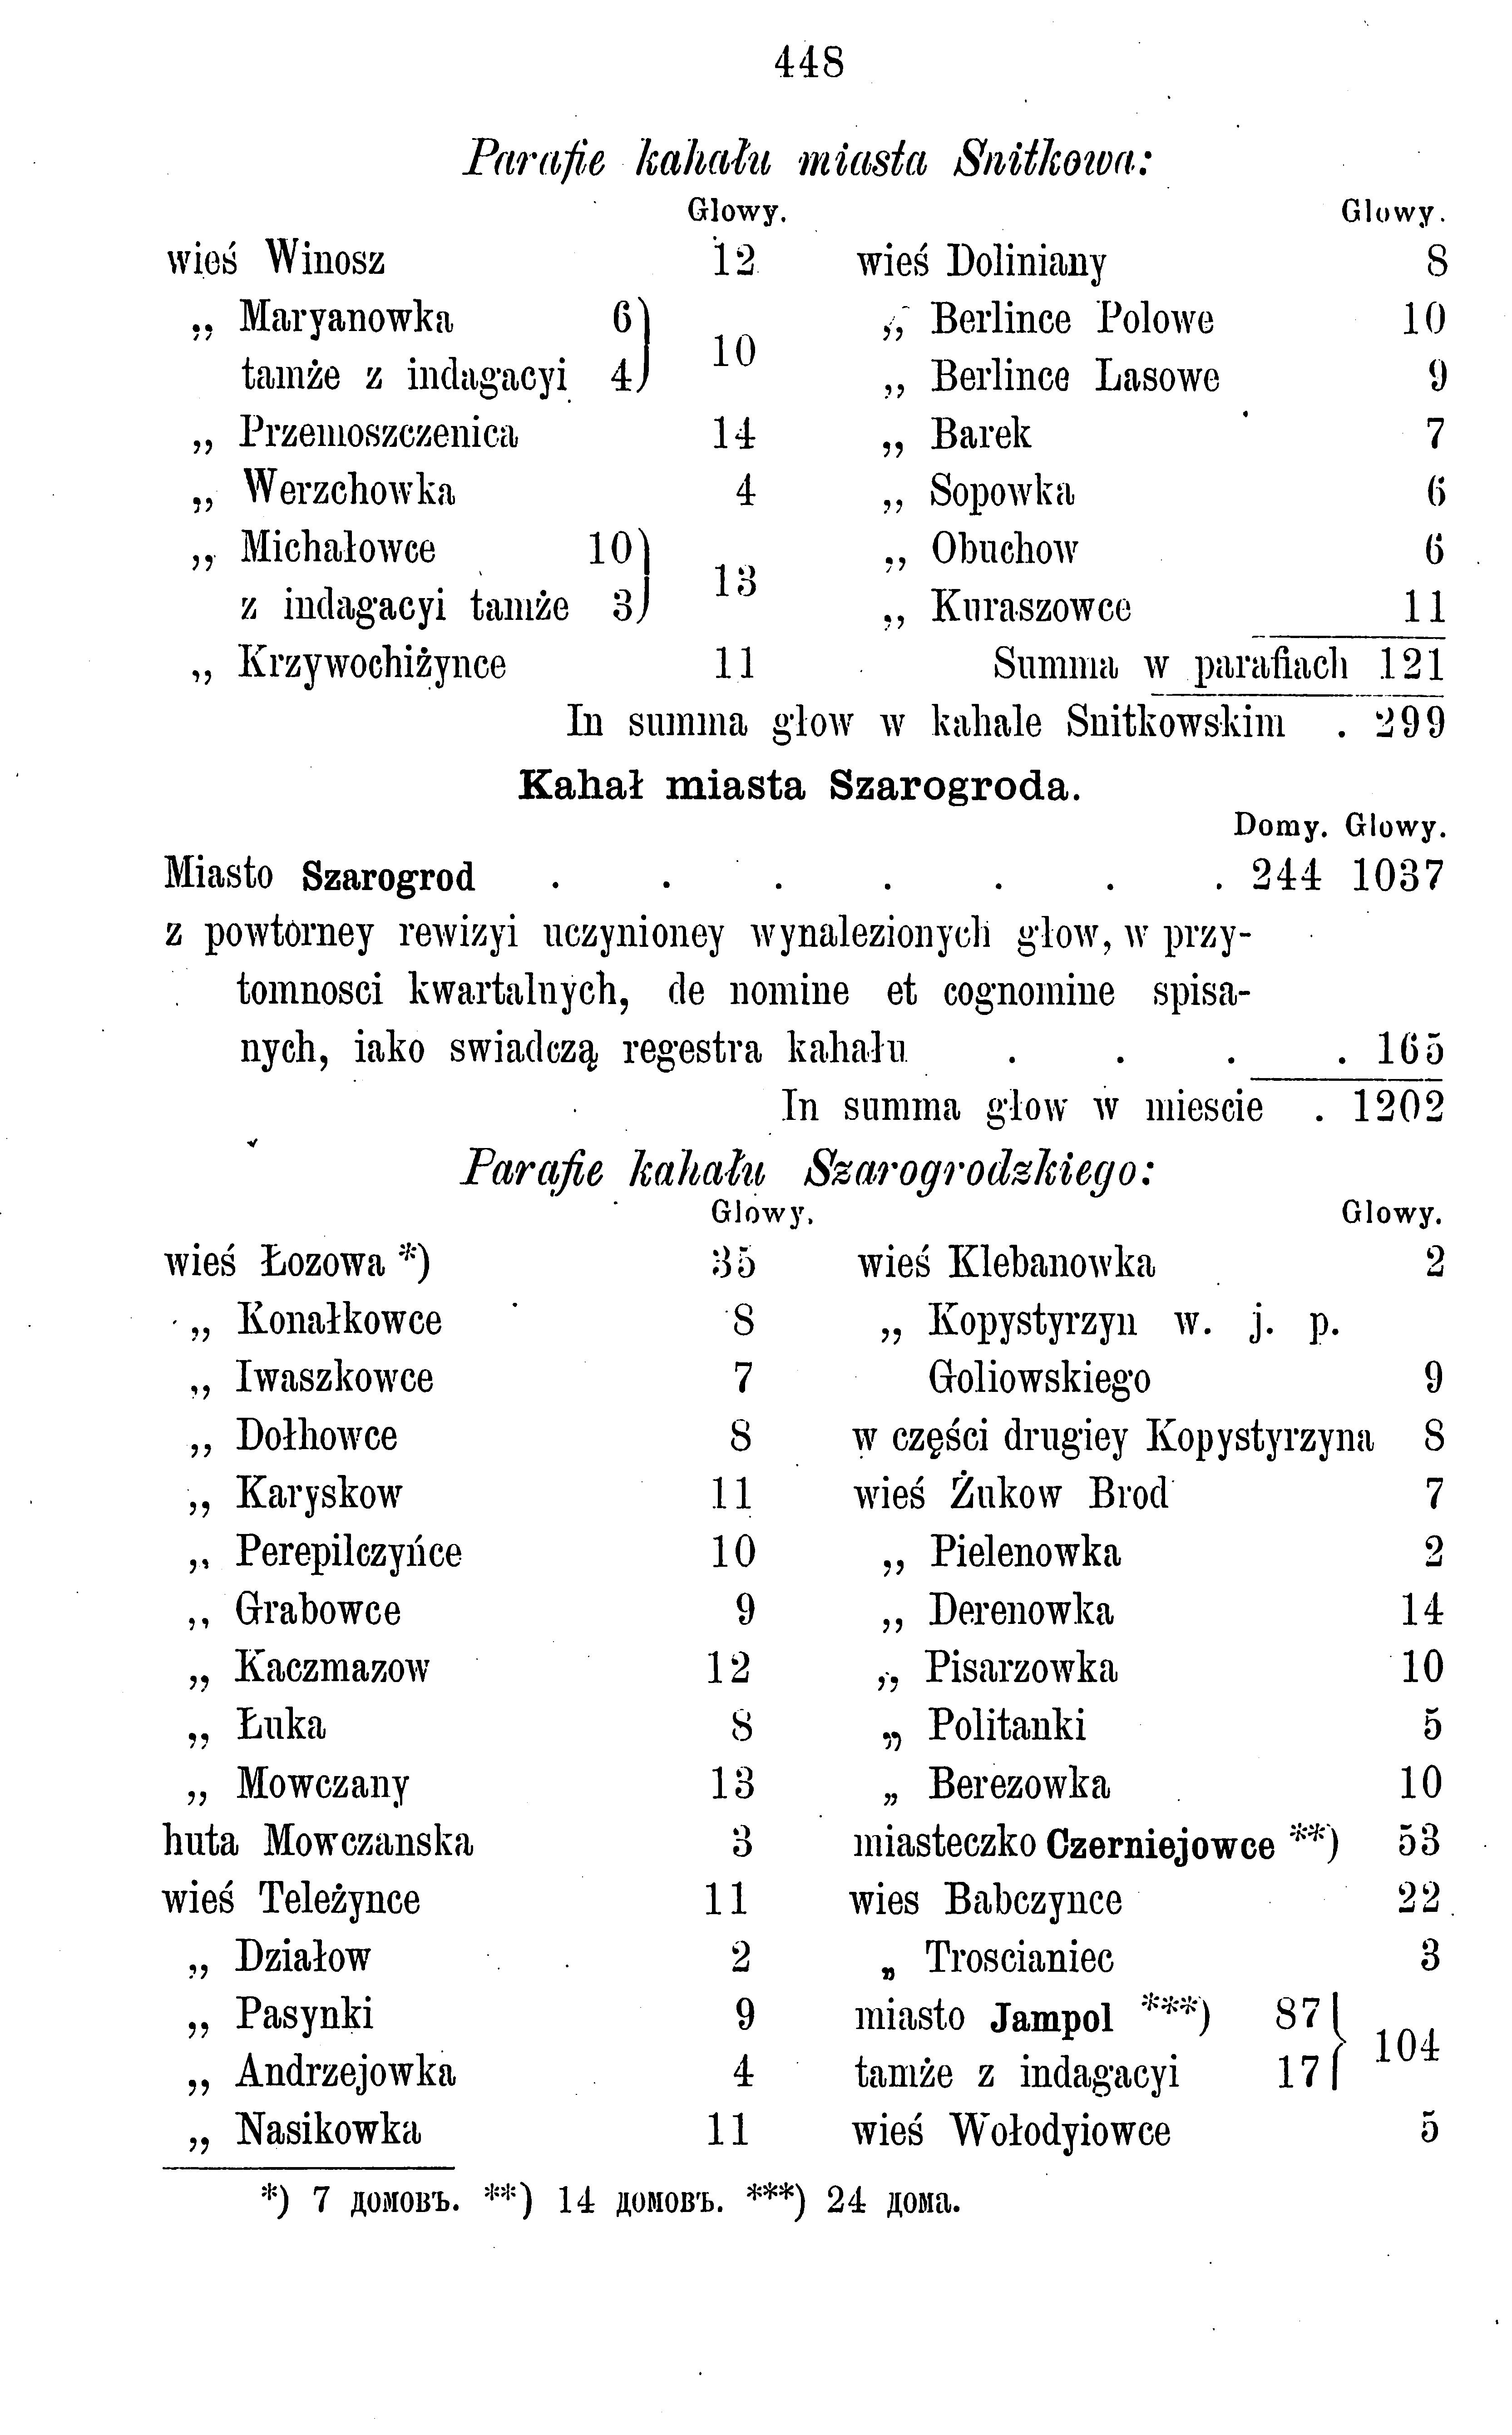 448
Parafie kahału miasta Snitkowa:
Glowy.
wieś Winosz 12
„ Maryanowka 6
tamże z indagacyi 4
10
„ Przemoszczenica 14
„ Werzchowka 4
„ Michałowce 10
z indagacyi tamże 3
13
„ Krzywochiżynce 11
Glowy.
wieś Doliniany 8
„ Berlince Polowe 10
„ Berlince Lasowe 9
„ Barek 7
„ Sopowka 6
„ Obuchow 6
„ Kuraszowce 11
Summa w parafiach 121
In summa głow w kahale Snitkowskim . 299
Kahał miasta Szarogroda.
Domy. Glowy.
Miasto Szarogrod . . . . . . . 244 1037
z powtorney rewizyi uczynioney wynalezionych głow, w przy-
tomnosci kwartalnych, de nomine et cognomine spisa-
nych, iako swiadczą regestra kahału . . . . 165
In summa głow w miescie . 1202
Parafie kahału Szarogrodzkiego:
Glowy.
wieś Łozowa *) 35
„ Konałkowce 8
„ Iwaszkowce 7
„ Dołhowce 8
„ Karyskow 11
„ Perepilczyńce 10
„ Grabowce 9
„ Kaczmazow 12
„ Łuka 8
„ Mowczany 13
huta Mowczanska 3
wieś Teleżynce 11
„ Działow 2
„ Pasynki 9
„ Andrzejowka 4
„ Nasikowka 11
Glowy.
wieś Klebanowka 2
„ Kopystyrzyn w. j. p.
Goliowskiego 9
w części drugiey Kopystyrzyna 8
wieś Żukow Brod 7
„ Pielenowka 2
„ Derenowka 14
„ Pisarzowka 10
„ Politanki 5
„ Berezowka 10
miasteczko Czerniejowce **) 53
wies Babczynce 22
„ Troscianiec 3
miasto Jampol ***) 87
tamże z indagacyi 17
104
wieś Wołodyiowce 5
*) 7 домовъ. **) 14 домовъ. ***) 24 дома.